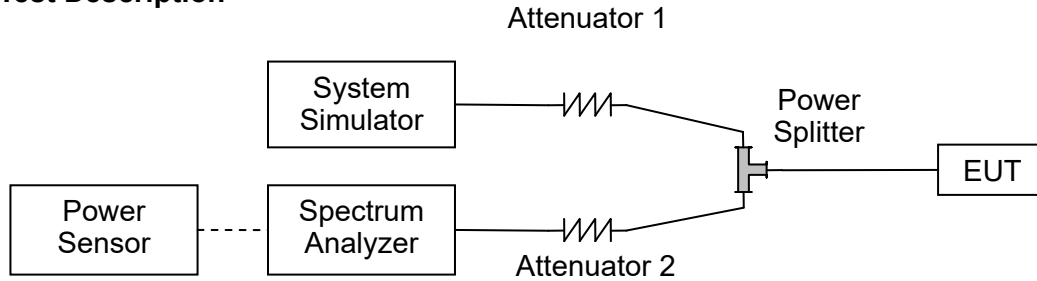 Test Description
Attenuator 1
System
Simulator
Power
Splitter
EUT
Power
Sensor
Spectrum
Analyzer
Attenuator 2